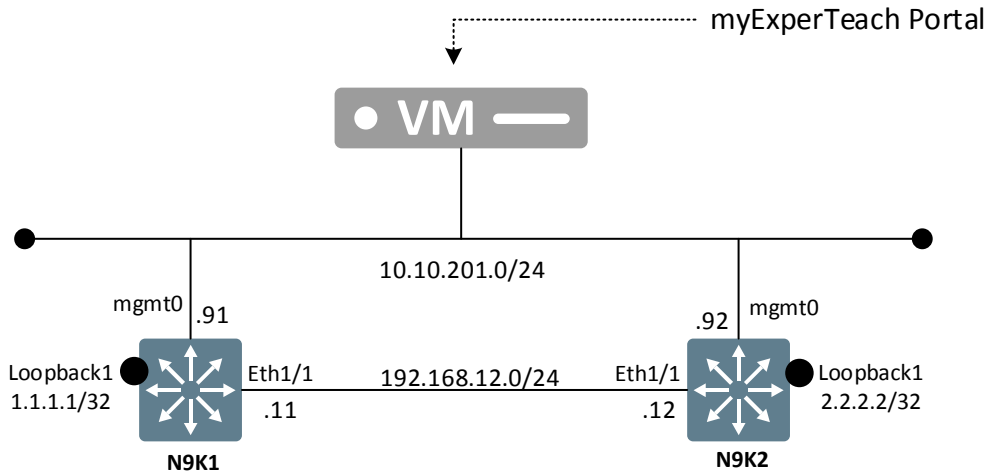 myExperTeach Portal
VM
10.10.201.0/24
mgmt0
.91
.92
mgmt0
Loopback1
1.1.1.1/32
Eth1/1
.11
192.168.12.0/24
Eth1/1
.12
Loopback1
2.2.2.2/32
N9K1
N9K2